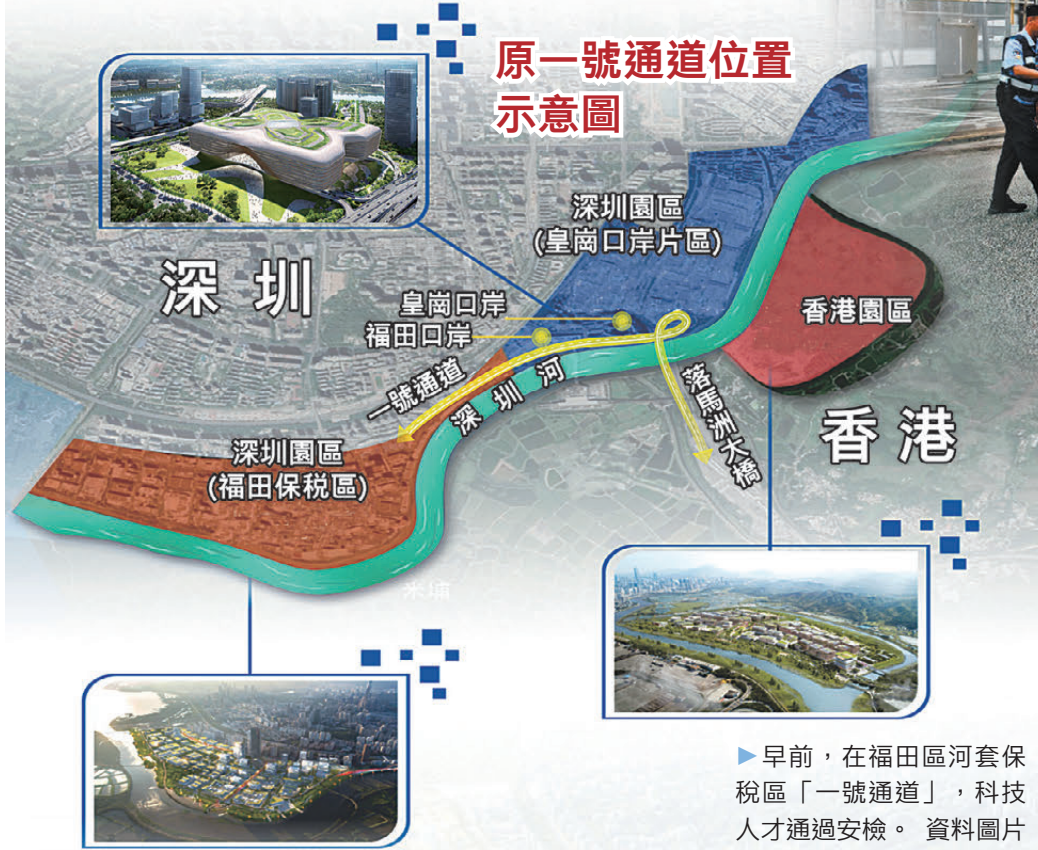 原一號通道位置
示意圖
深圳園區
(皇崗口岸片區)
深圳
皇崗口岸
福田口岸
香港園區
一號通道
深圳河
落馬洲大橋
香港
深圳園區
(福田保稅區)
米埔
▶早前，在福田區河套保
稅區「一號通道」，科技
人才通過安檢。 資料圖片